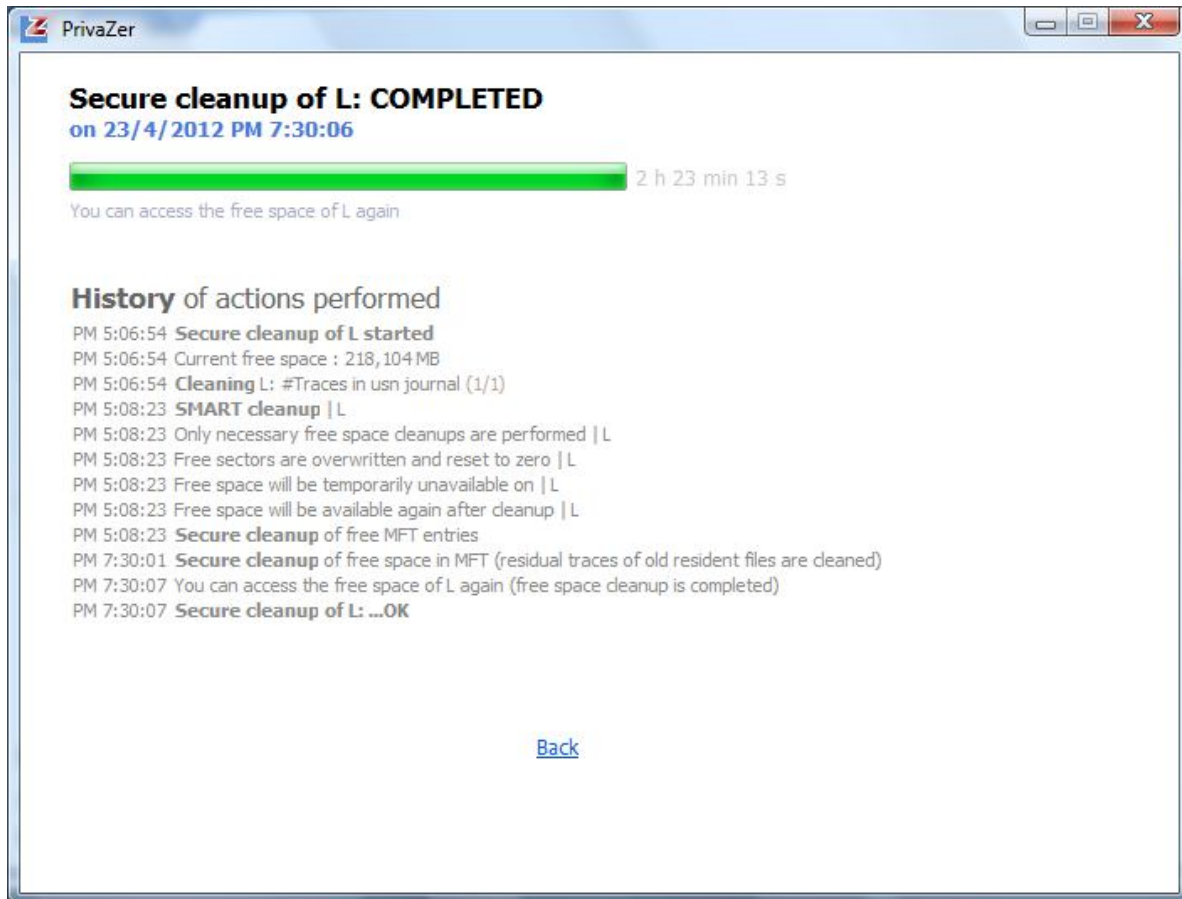 PrivaZer
Secure cleanup of L: COMPLETED
on 23/4/2012 PM 7:30:06
2 h 23 min 13 s
You can access the free space of L again
History of actions performed
PM 5:06:54 Secure cleanup of L started
PM 5:06:54 Current free space : 218,104 MB
PM 5:06:54 Cleaning L: #Traces in usn journal (1/1)
PM 5:08:23 SMART cleanup | L
PM 5:08:23 Only necessary free space cleanups are performed | L
PM 5:08:23 Free sectors are overwritten and reset to zero | L
PM 5:08:23 Free space will be temporarily unavailable on | L
PM 5:08:23 Free space will be available again after cleanup | L
PM 5:08:23 Secure cleanup of free MFT entries
PM 7:30:01 Secure cleanup of free space in MFT (residual traces of old resident files are cleaned)
PM 7:30:07 You can access the free space of L again (free space cleanup is completed)
PM 7:30:07 Secure cleanup of L: ...OK
Back